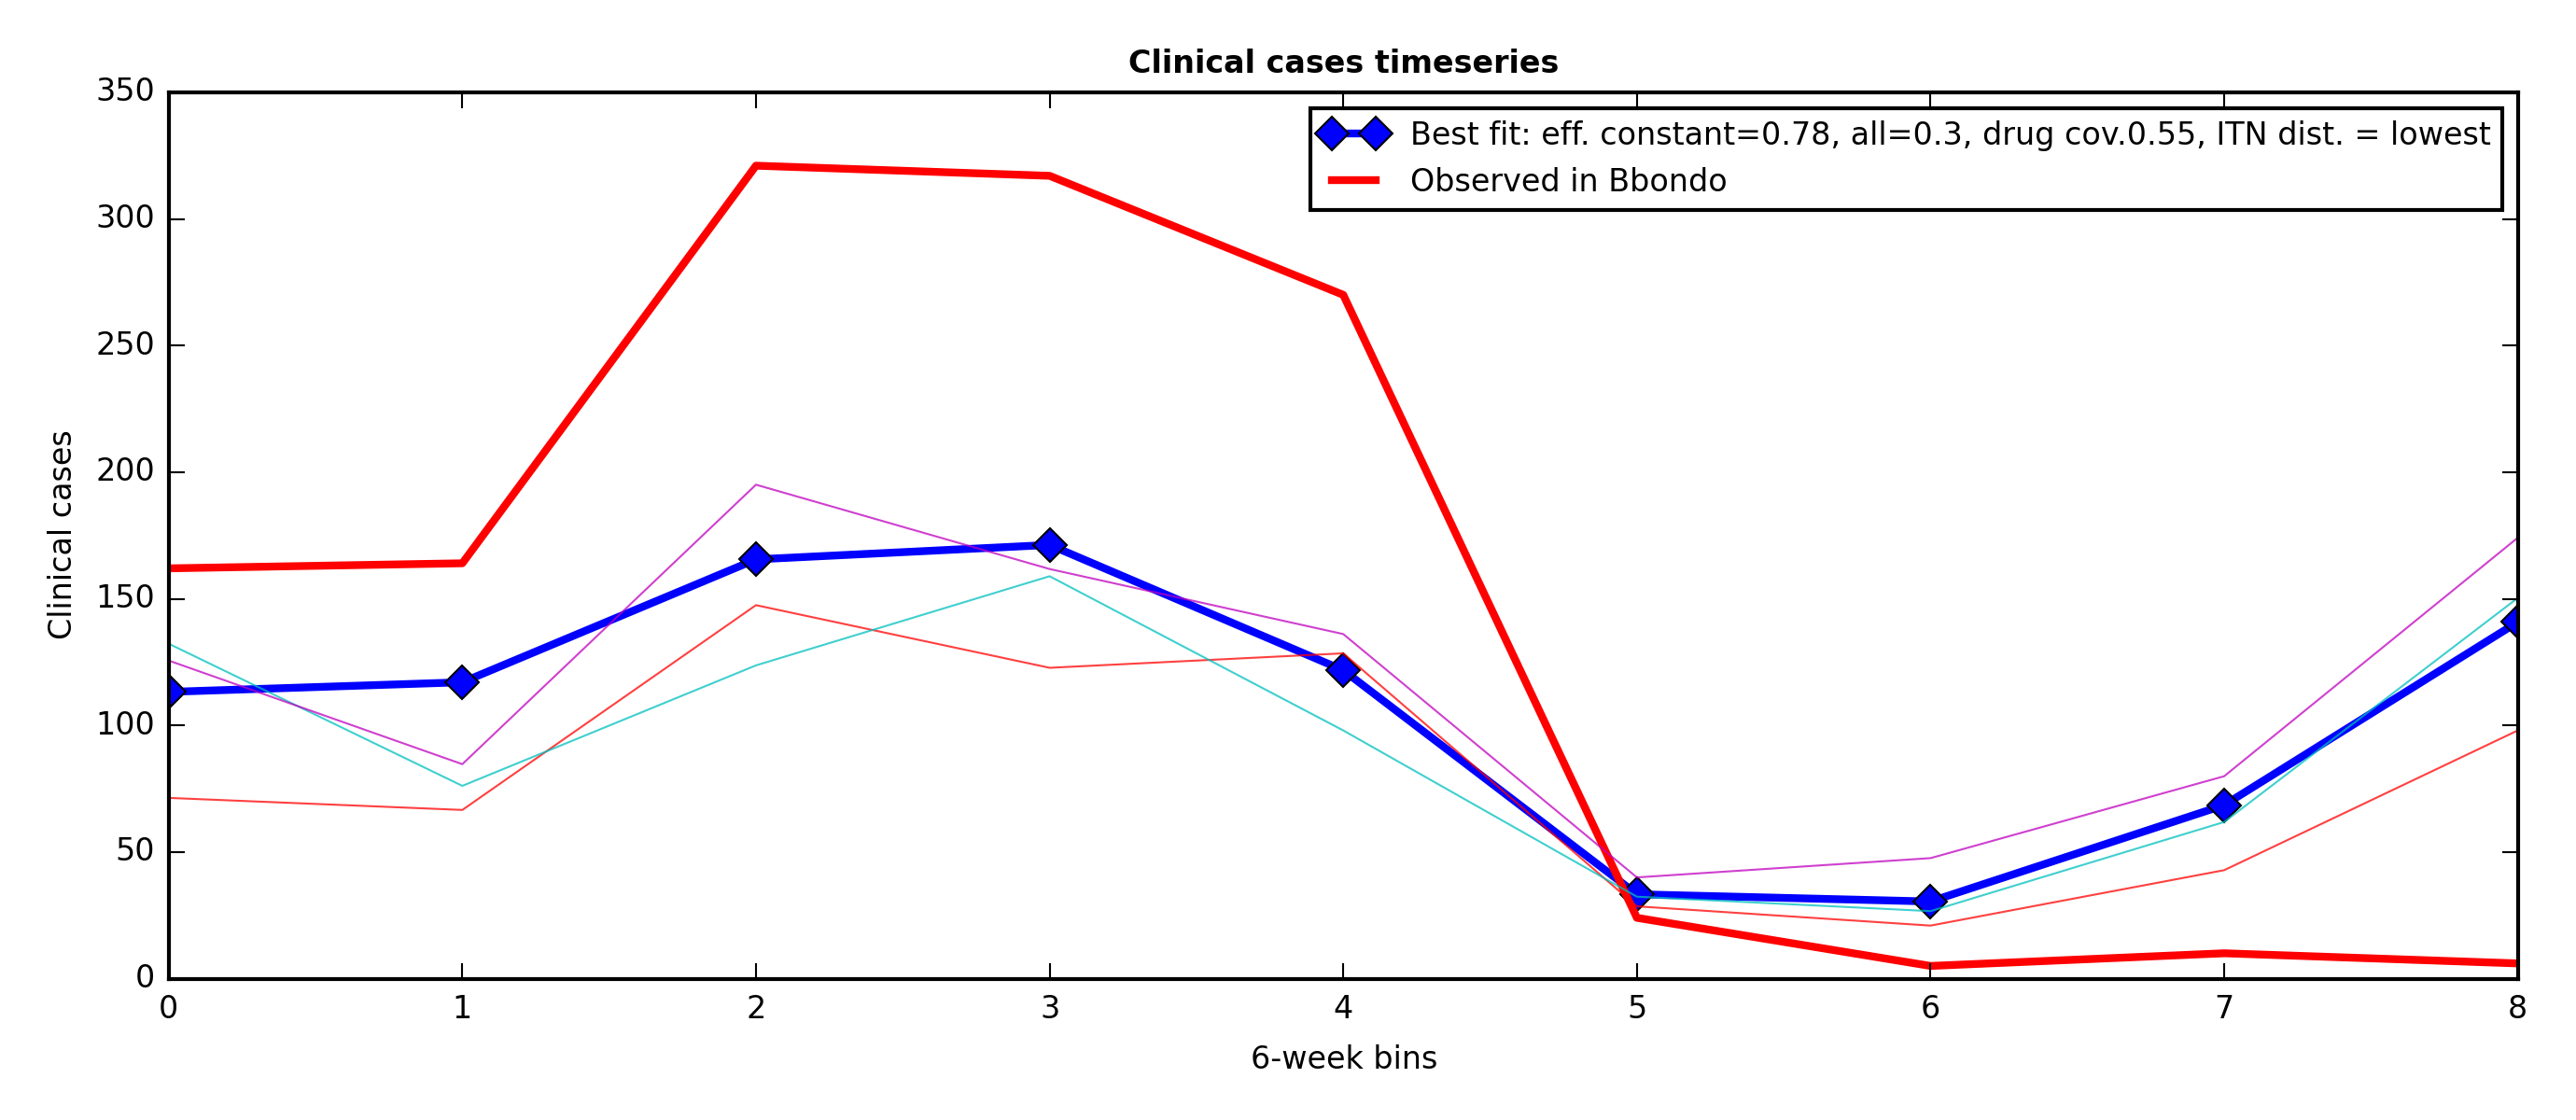 Clinical cases timeseries
350
300
250
200
150
100
50
0
Clinical cases
Best fit: eff. constant=0.78, all=0.3, drug cov.0.55, ITN dist. = lowest
Observed in Bbondo
0 1 2 3 4 5 6 7 8
6-week bins